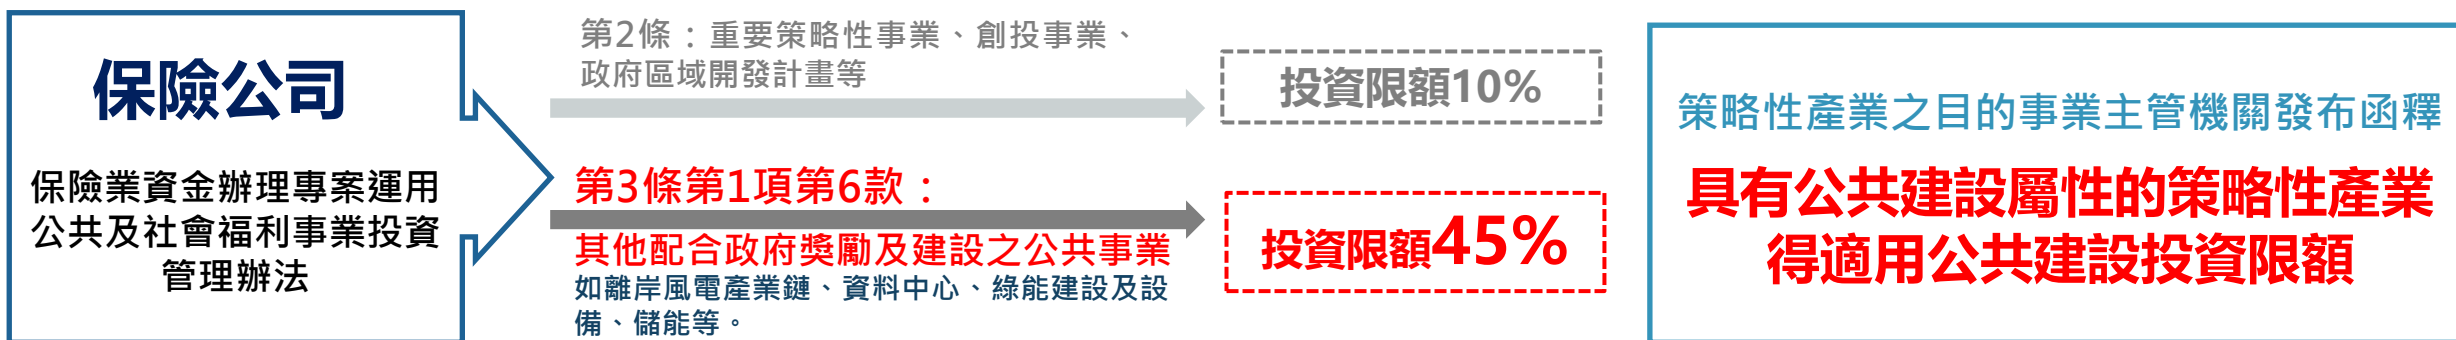 保險公司
保險業資金辦理專案運用
公共及社會福利事業投資
管理辦法
第2條：重要策略性事業、創投事業、
政府區域開發計畫等
投資限額10%
第3條第1項第6款：
其他配合政府獎勵及建設之公共事業
如離岸風電產業鏈、資料中心、綠能建設及設
備、儲能等。
投資限額45%
策略性產業之目的事業主管機關發布函釋
具有公共建設屬性的策略性產業
得適用公共建設投資限額